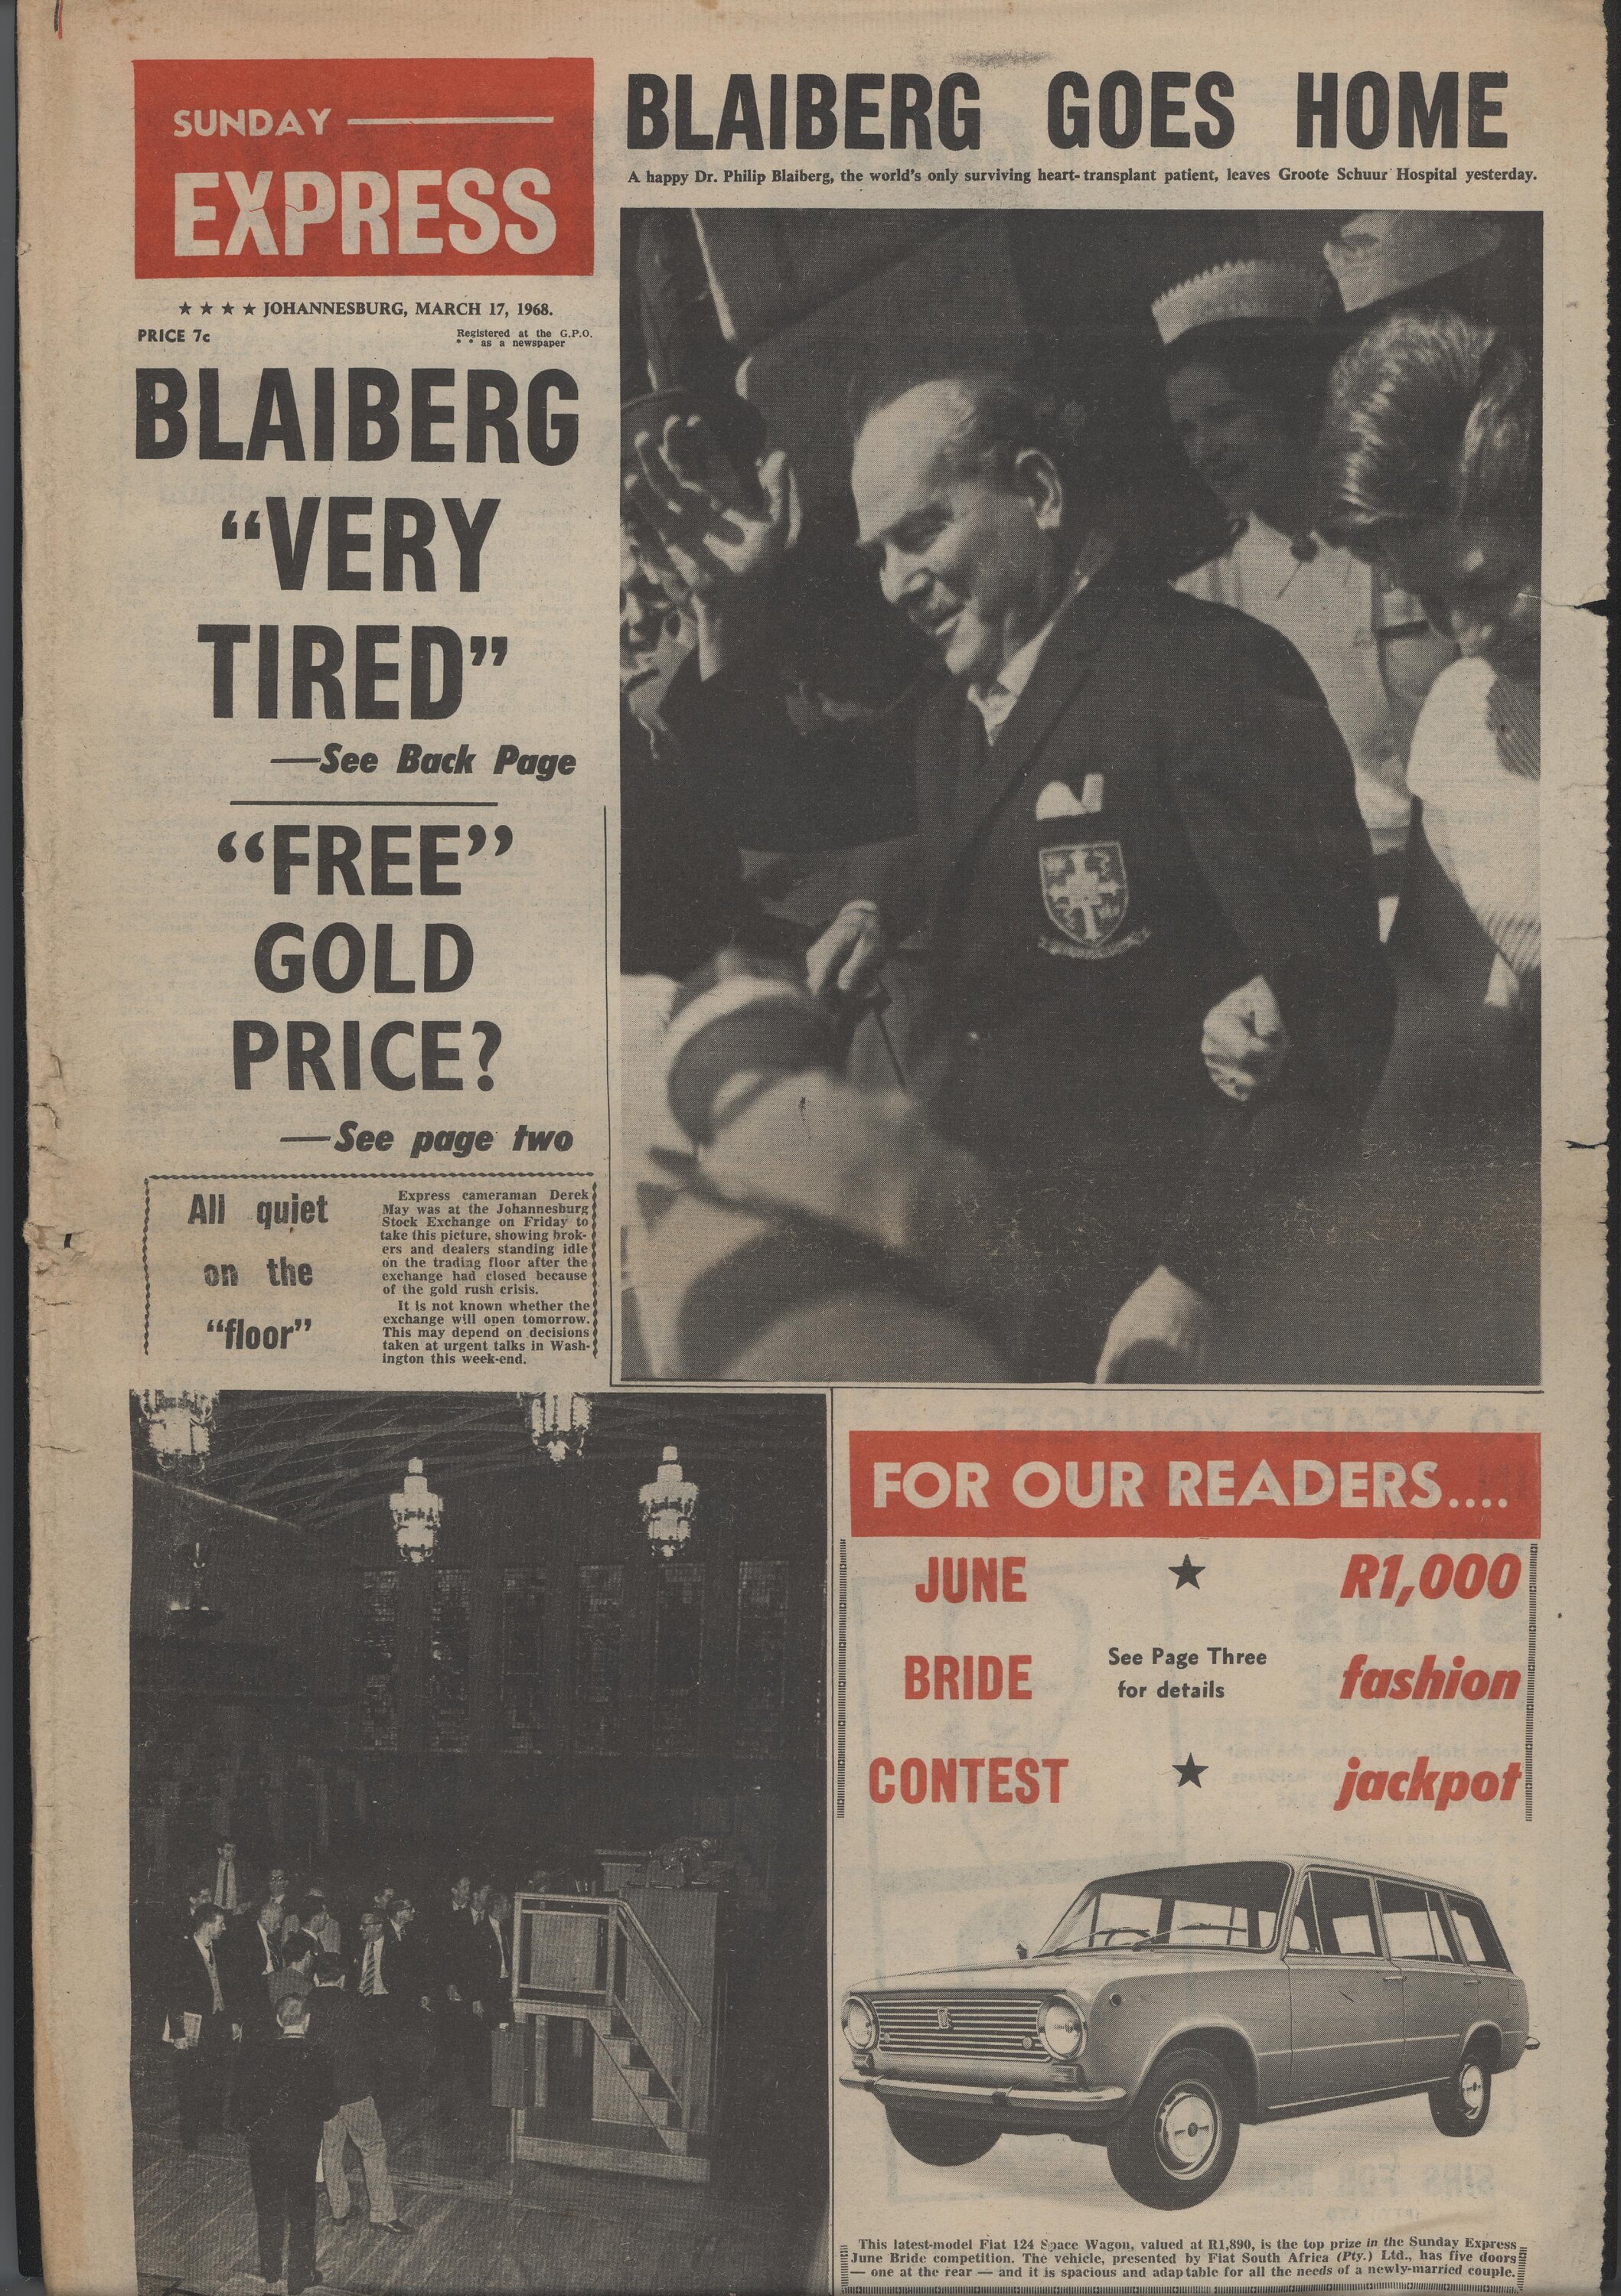 SUNDAY
EXPRESS
★ ★ ★ ★ JOHANNESBURG, MARCH 17, 1968.
PRICE 7c
Registered at the G.P.O.
as a newspaper
BLAIBERG GOES HOME
A happy Dr. Philip Blaiberg, the world's only surviving heart-transplant patient, leaves Groote Schuur Hospital yesterday.
BLAIBERG
“VERY
TIRED”
—See Back Page
“FREE”
GOLD
PRICE?
—See page two
All quiet
on the
“floor”
Express cameraman Derek
May was at the Johannesburg
Stock Exchange on Friday to
take this picture, showing brok-
ers and dealers standing idle
on the trading floor after the
exchange had closed because
of the gold rush crisis.
It is not known whether the
exchange will open tomorrow.
This may depend on decisions
taken at urgent talks in Wash-
ington this week-end.
FOR OUR READERS....
JUNE ★ R1,000
BRIDE See Page Three fashion
for details
CONTEST ★ jackpot
This latest-model Fiat 124 Space Wagon, valued at R1,890, is the top prize in the Sunday Express
June Bride competition. The vehicle, presented by Fiat South Africa (Pty.) Ltd., has five doors
— one at the rear — and it is spacious and adaptable for all the needs of a newly-married couple.